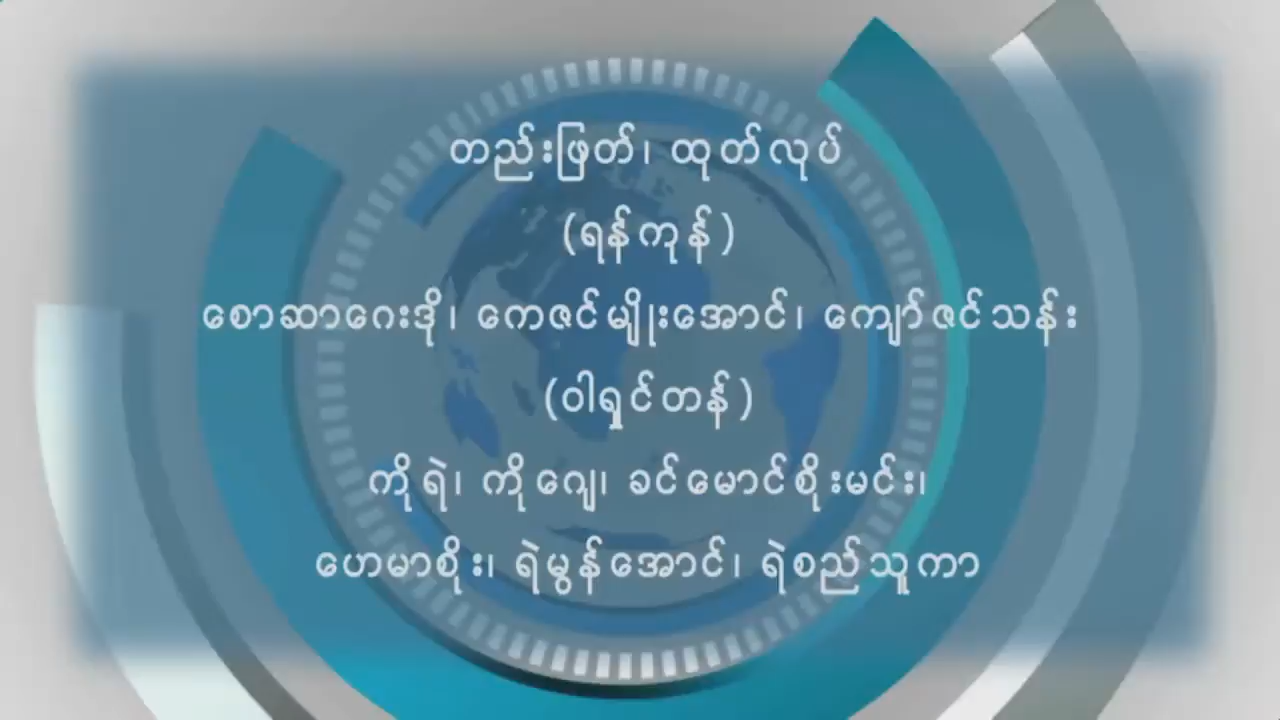 တည်းဖြတ်၊ ထုတ်လုပ်
(ရန်ကုန်)
စောဆာဂေးဒို၊ ကေဇင်မျိုးအောင်၊ ကျော်ဇင်သန်း
(ဝါရှင်တန်)
ကိုရဲ၊ ကိုဂျေ၊ ခင်မောင်စိုးမင်း၊
ဟေမာစိုး၊ ရဲမွန်အောင်၊ ရဲစည်သူကာ